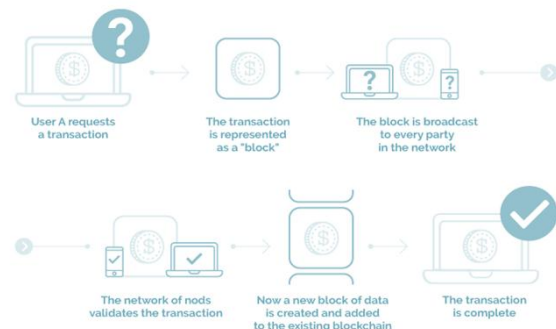 ?
User A requests
a transaction
$
The transaction
is represented
as a "block"
$
?
?
The block is broadcast
to every party
in the network
$
The network of nods
validates the transaction
$
Now a new block of data
is created and added
to the existing blockchain
$
The transaction
is complete
$